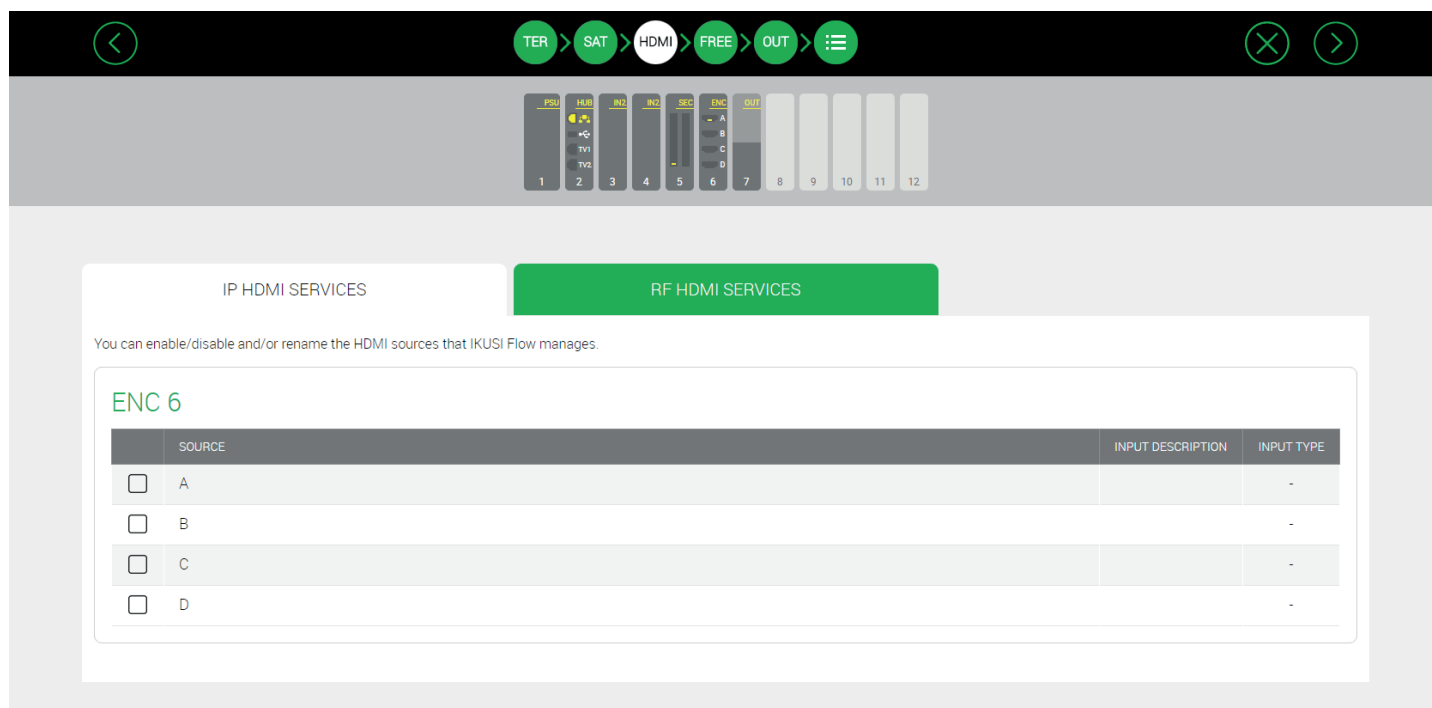 TER > SAT > HDMI > FREE > OUT >
PSU HUB IN2 IN2 SEC ENC OUT
A
B
TV1 C
TV2 D
1 2 3 4 5 6 7 8 9 10 11 12
IP HDMI SERVICES RF HDMI SERVICES
You can enable/disable and/or rename the HDMI sources that IKUSI Flow manages.
ENC 6
SOURCE INPUT DESCRIPTION INPUT TYPE
A -
B -
C -
D -